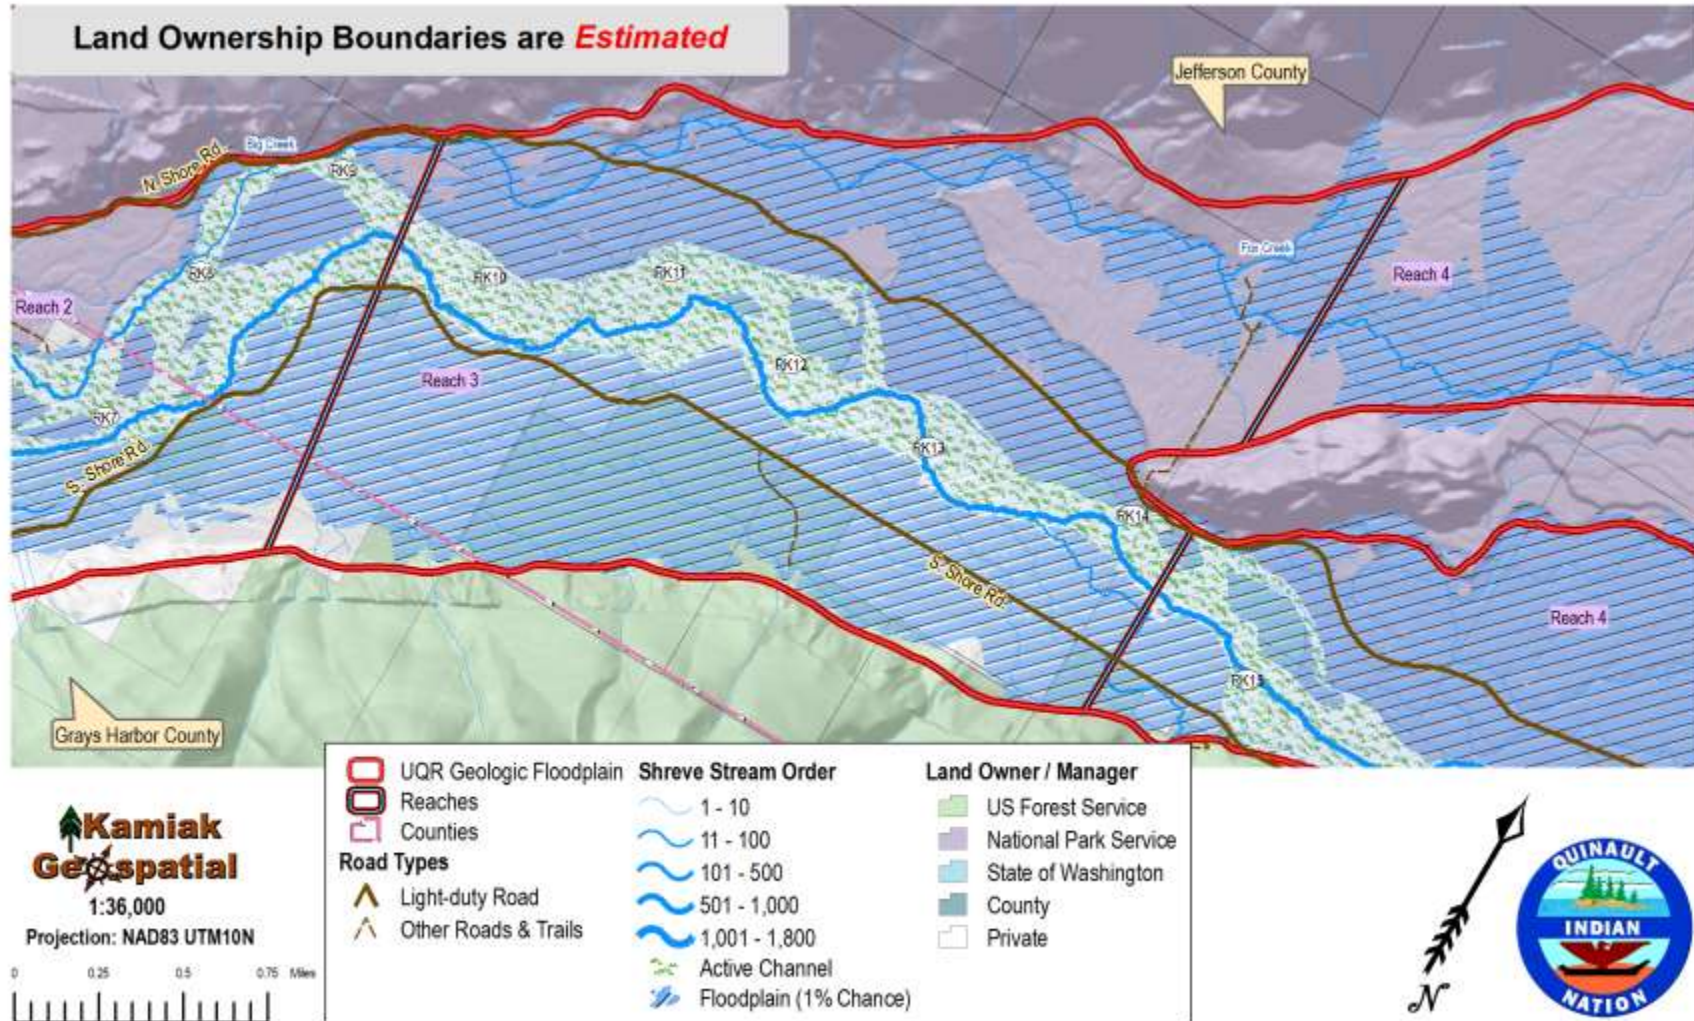 Land Ownership Boundaries are Estimated
Jefferson County
N. Shore Rd.
Big Creek
RK9
RK8
RK10
RK11
Fox Creek
Reach 4
Reach 2
Reach 3
RK12
RK7
S. Shore Rd.
RK13
RK14
S. Shore Rd.
Reach 4
RK15
Grays Harbor County
UQR Geologic Floodplain
Reaches
Counties
Road Types
Light-duty Road
Other Roads & Trails
Shreve Stream Order
1 - 10
11 - 100
101 - 500
501 - 1,000
1,001 - 1,800
Active Channel
Floodplain (1% Chance)
Land Owner / Manager
US Forest Service
National Park Service
State of Washington
County
Private
Kamiak
Geospatial
1:36,000
Projection: NAD83 UTM10N
0 0.25 0.5 0.75 Miles
N
QUINAULT
INDIAN
NATION